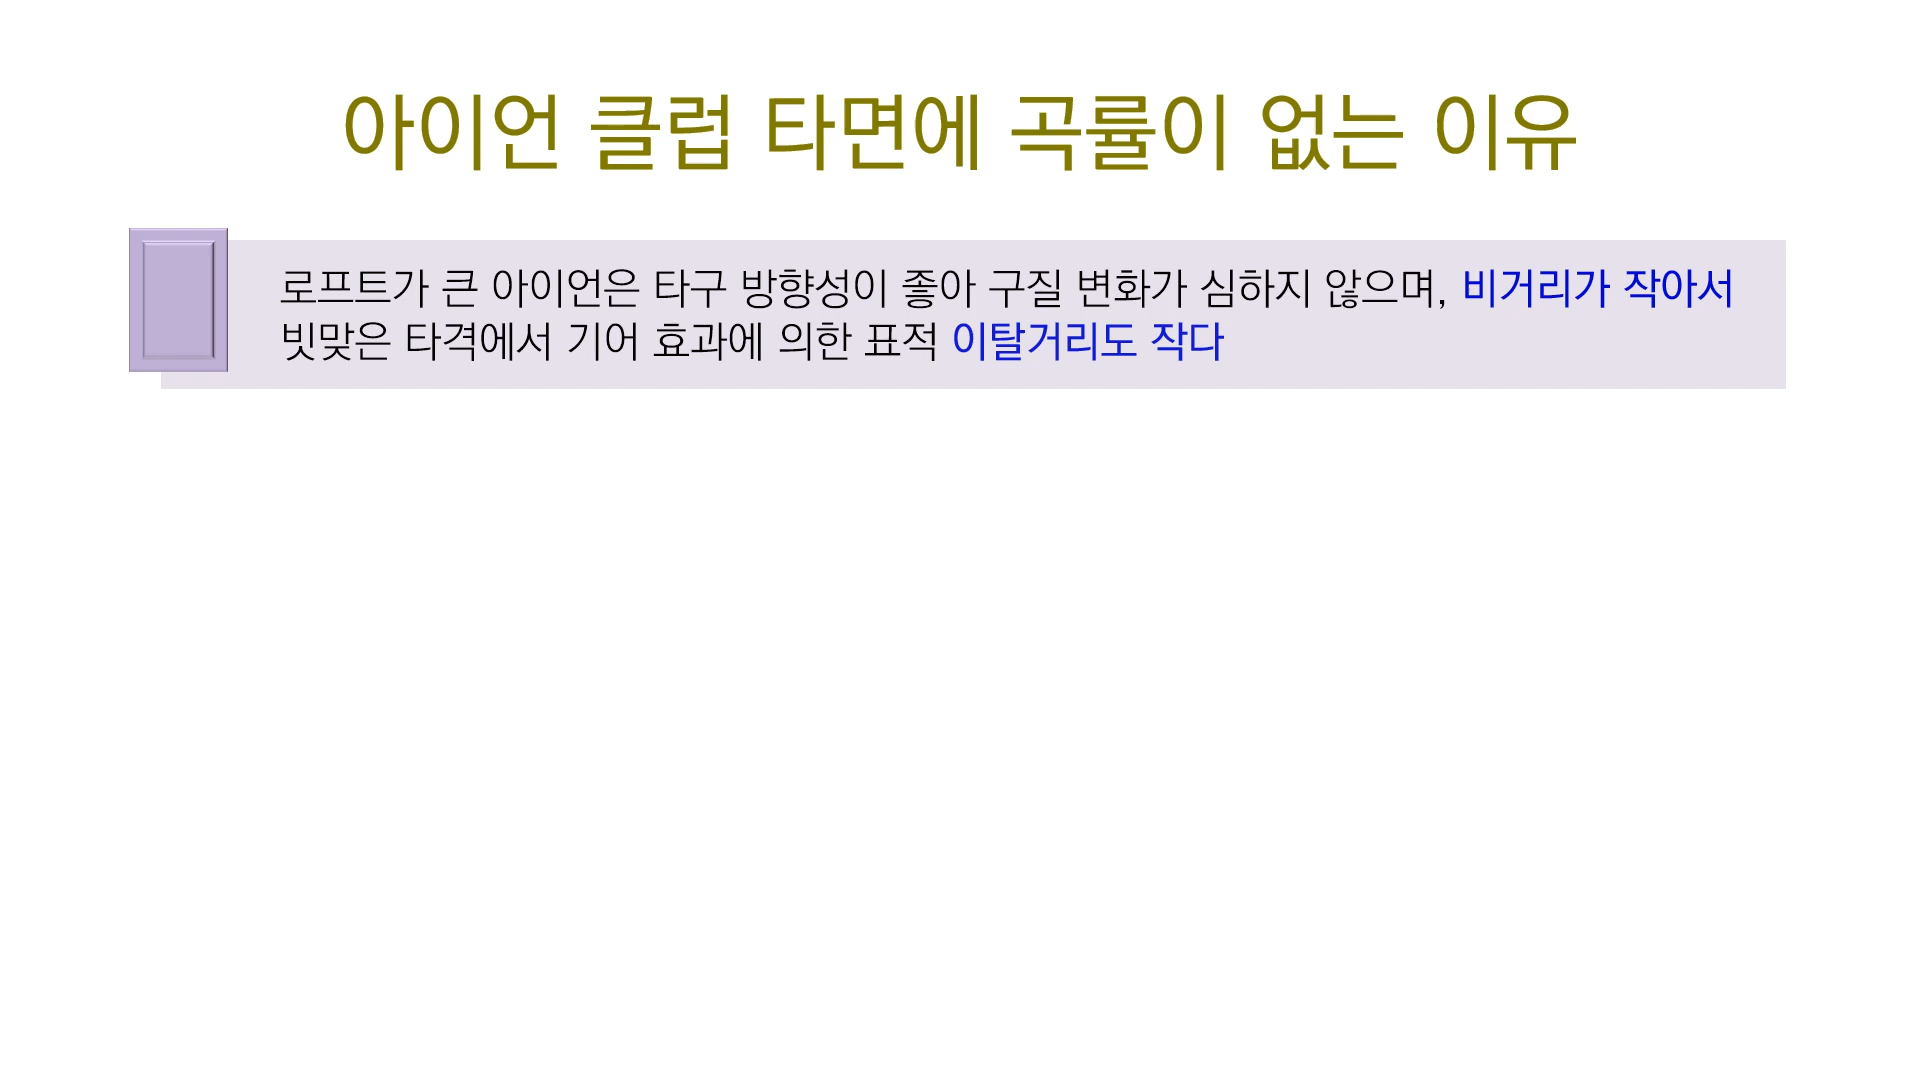 아이언 클럽 타면에 곡률이 없는 이유
로프트가 큰 아이언은 타구 방향성이 좋아 구질 변화가 심하지 않으며, 비거리가 작아서
빗맞은 타격에서 기어 효과에 의한 표적 이탈거리도 작다